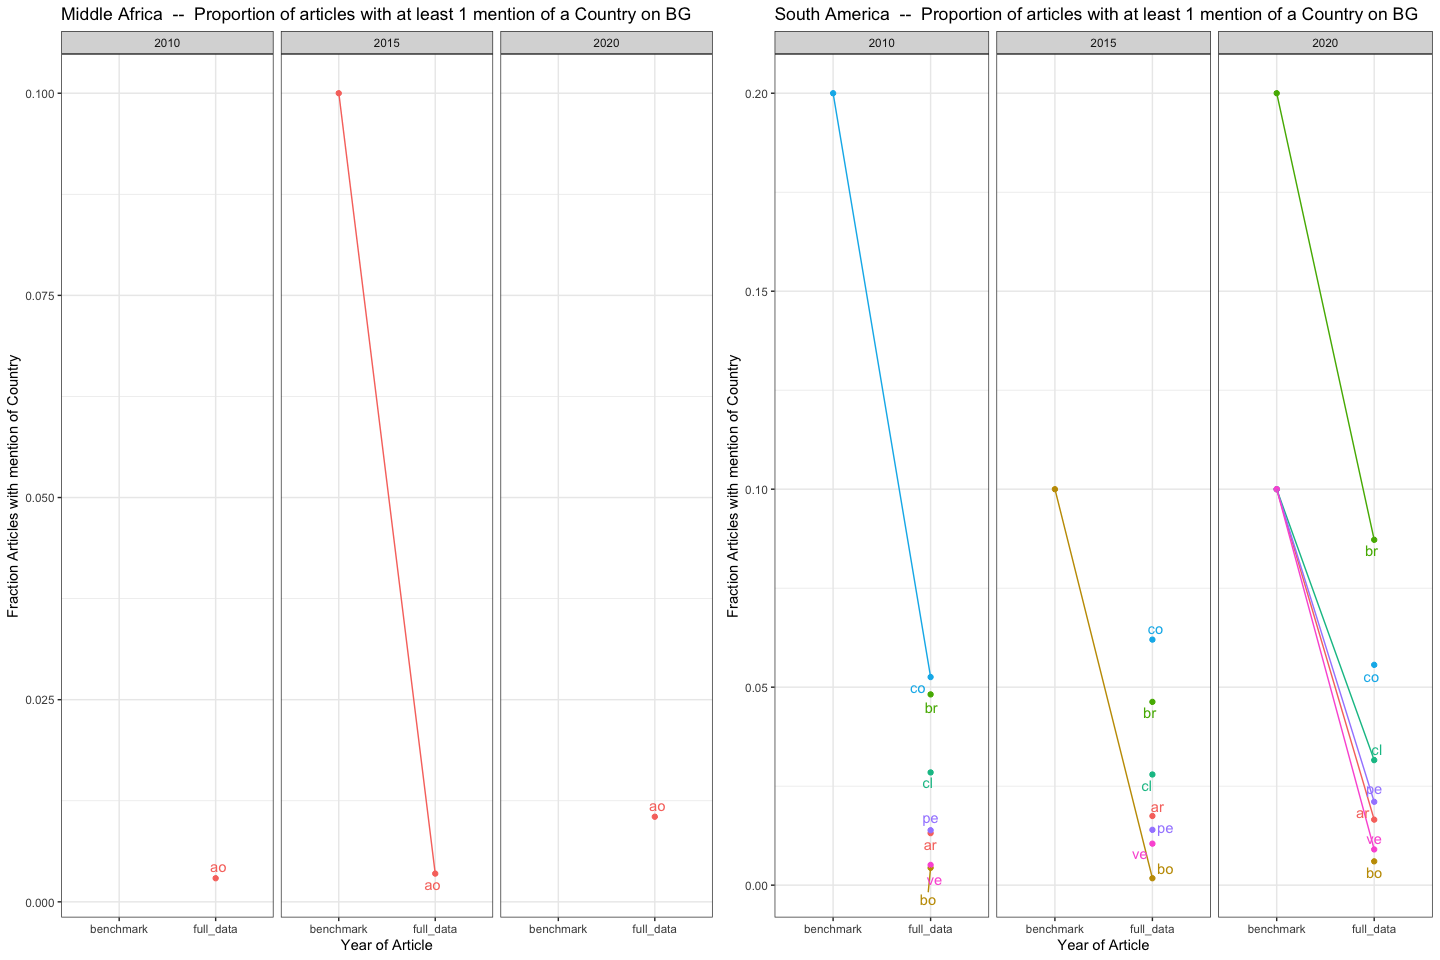 Middle Africa  --  Proportion of articles with at least 1 mention of a Country on BG
2010
2015
2020
Fraction Articles with mention of Country
0.100
0.075
0.050
0.025
0.000
ao
ao
ao
benchmark
full_data
benchmark
full_data
benchmark
full_data
Year of Article
South America  --  Proportion of articles with at least 1 mention of a Country on BG
2010
2015
2020
Fraction Articles with mention of Country
0.20
0.15
0.10
0.05
0.00
co
br
cl
pe
ar
ve
bo
co
br
cl
ar
pe
ve
bo
br
co
cl
pe
ar
ve
bo
benchmark
full_data
benchmark
full_data
benchmark
full_data
Year of Article